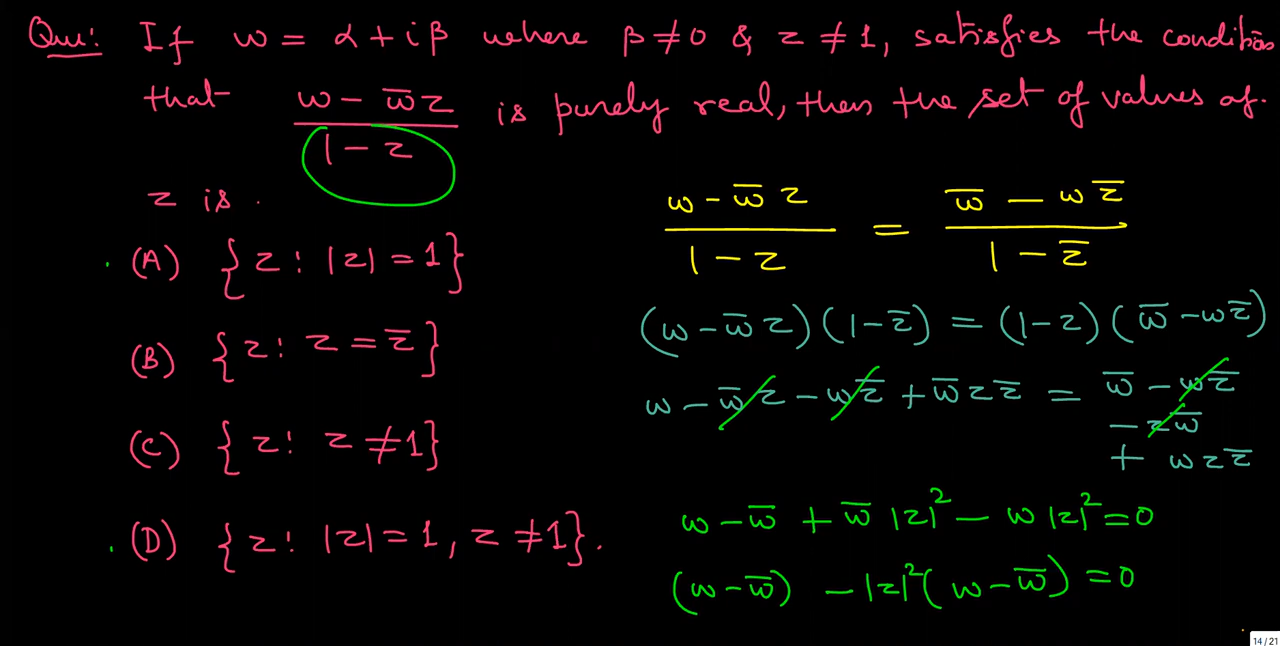 Que: If w = α + iβ where β ≠ 0 & z ≠ 1, satisfies the condition
that (w - w̅z)/(1 - z) is purely real, then the set of values of.
z is.
(A) {z : |z| = 1}
(B) {z : z = z̅}
(C) {z : z ≠ 1}
(D) {z : |z| = 1, z ≠ 1}.
(w - w̅z)/(1 - z) = (w̅ - wz̅)/(1 - z̅)
(w - w̅z)(1 - z̅) = (1 - z)(w̅ - wz̅)
w - w̅z - wz̅ + w̅zz̅ = w̅ - wz̅
- zw̅
+ wzz̅
w - w̅ + w̅|z|² - w|z|² = 0
(w - w̅) - |z|²(w - w̅) = 0
14 / 21